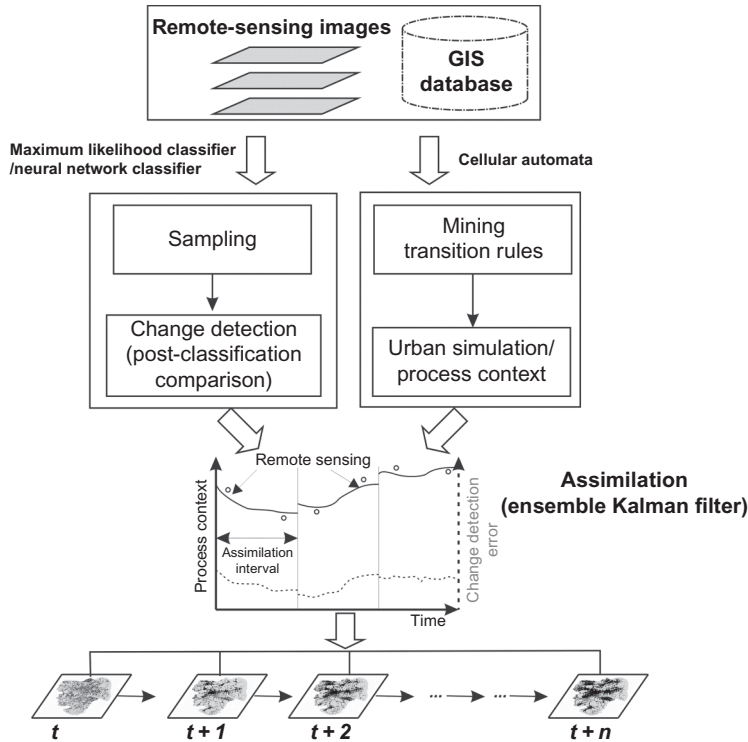 Remote-sensing images
GIS
database
Maximum likelihood classifier
/neural network classifier
Cellular automata
Sampling
Change detection
(post-classification
comparison)
Mining
transition rules
Urban simulation/
process context
Process context
Remote sensing
Assimilation
interval
Time
Change detection
error
Assimilation
(ensemble Kalman filter)
t
t + 1
t + 2
...
...
t + n